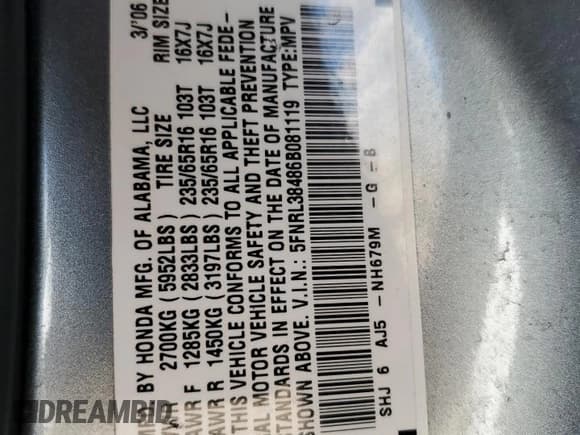 BY HONDA MFG. OF ALABAMA, LLC 3/'06
TIRE SIZE RIM SIZE
2700KG (5952LBS)
AWR F 1285KG (2833LBS) 235/65R16 103T 16X7J
AWR R 1450KG (3197LBS) 235/65R16 103T 16X7J
THIS VEHICLE CONFORMS TO ALL APPLICABLE FEDE-
AL MOTOR VEHICLE SAFETY AND THEFT PREVENTION
STANDARDS IN EFFECT ON THE DATE OF MANUFACTURE
SHOWN ABOVE. V.I.N.: 5FNRL38486B081119 TYPE:MPV
SHJ 6 AJ5 -NH679M -G -B
DREAMBID